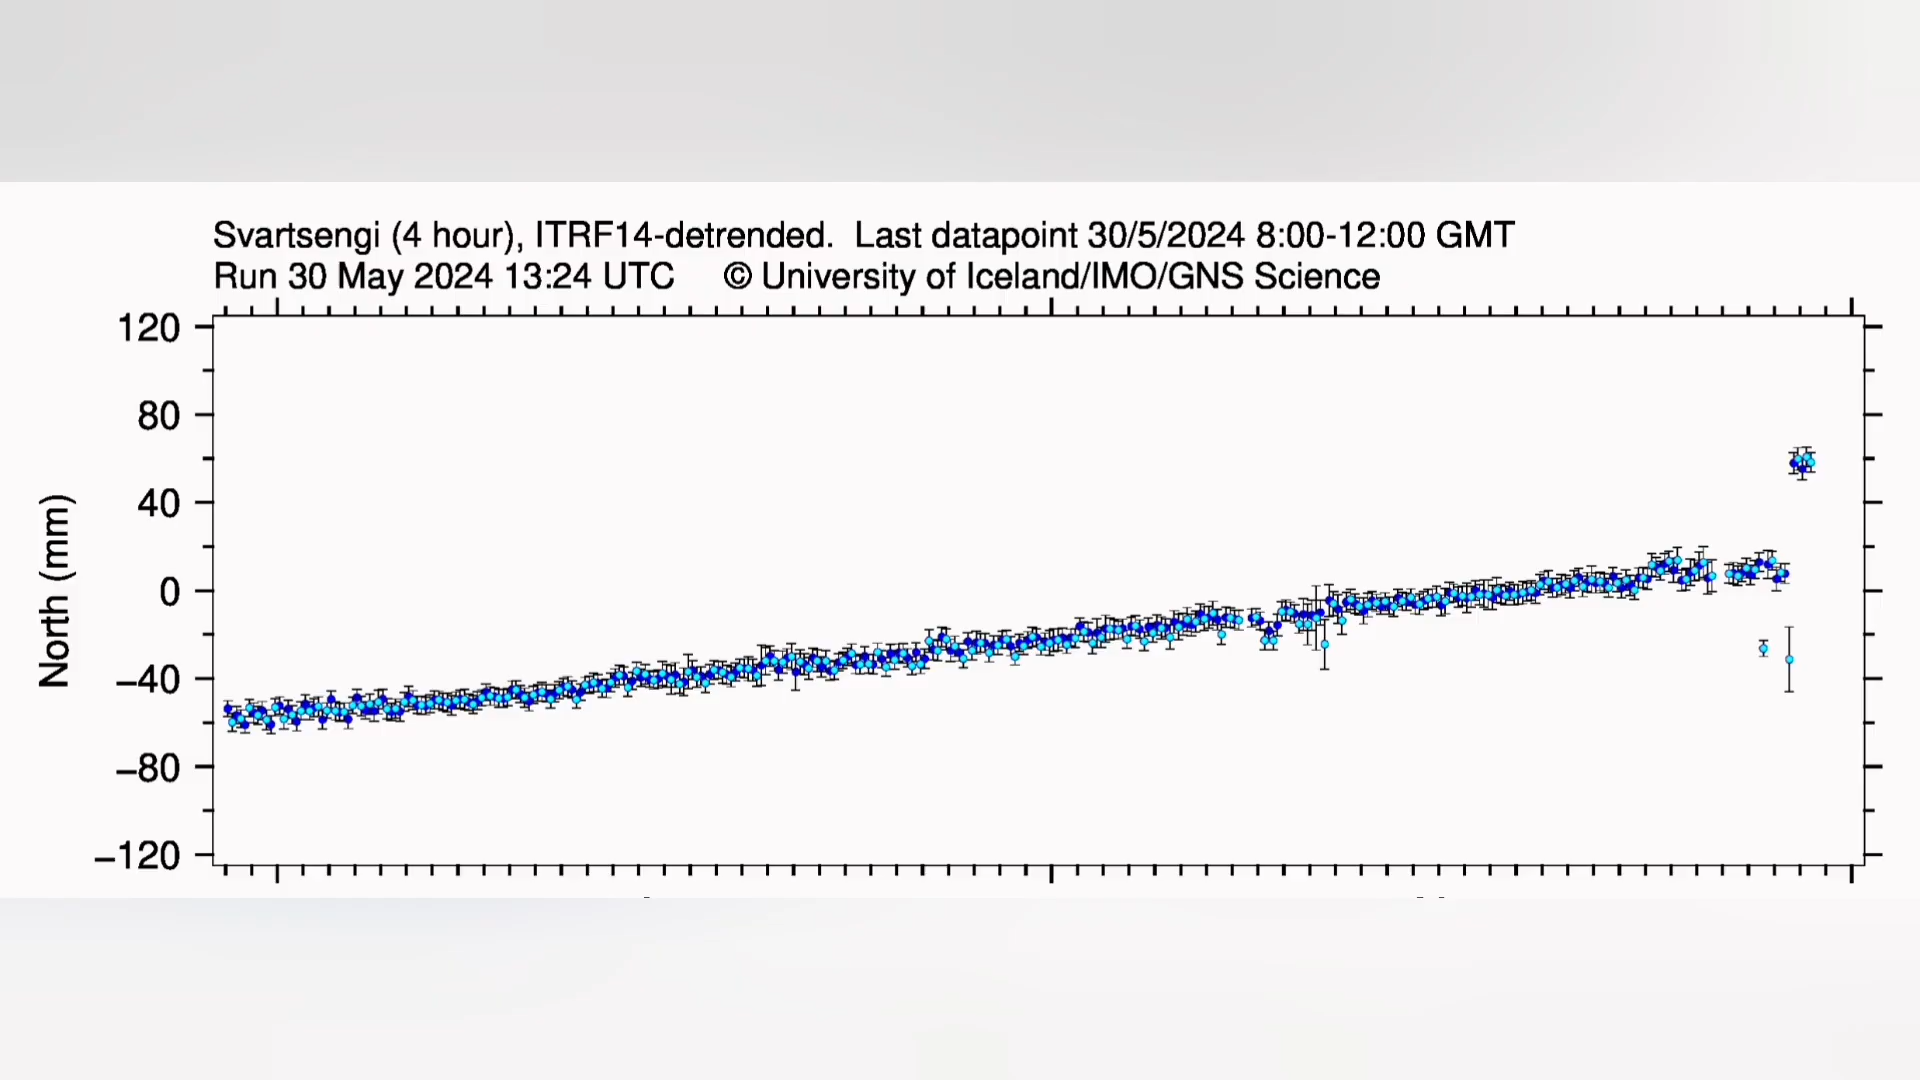 Svartsengi (4 hour), ITRF14-detrended. Last datapoint 30/5/2024 8:00-12:00 GMT
Run 30 May 2024 13:24 UTC © University of Iceland/IMO/GNS Science
120
80
40
0
−40
−80
−120
North (mm)